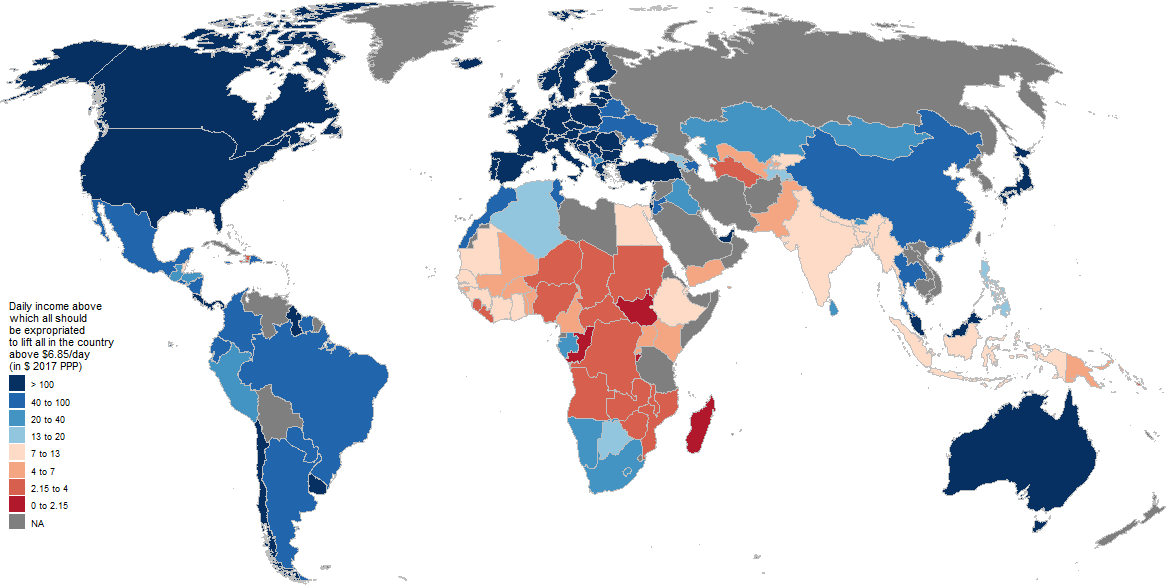 Daily income above
which all should
be expropriated
to lift all in the country
above $6.85/day
(in $ 2017 PPP)
> 100
40 to 100
20 to 40
13 to 20
7 to 13
4 to 7
2.15 to 4
0 to 2.15
NA